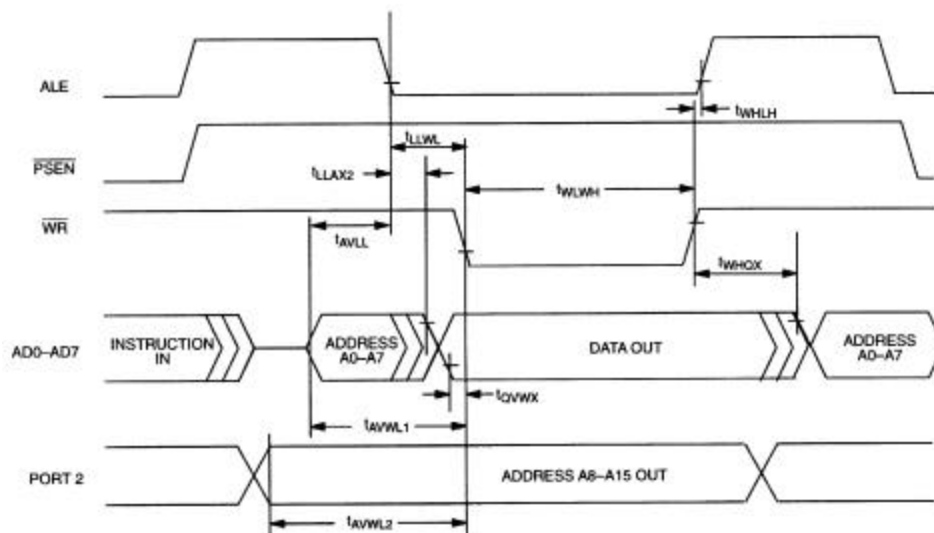 ALE
tWHLH
tLLWL
PSEN
tLLAX2
tWLWH
WR
tAVLL
tWHQX
AD0–AD7
INSTRUCTION
IN
ADDRESS
A0–A7
DATA OUT
ADDRESS
A0–A7
tQVWX
tAVWL1
PORT 2
ADDRESS A8–A15 OUT
tAVWL2